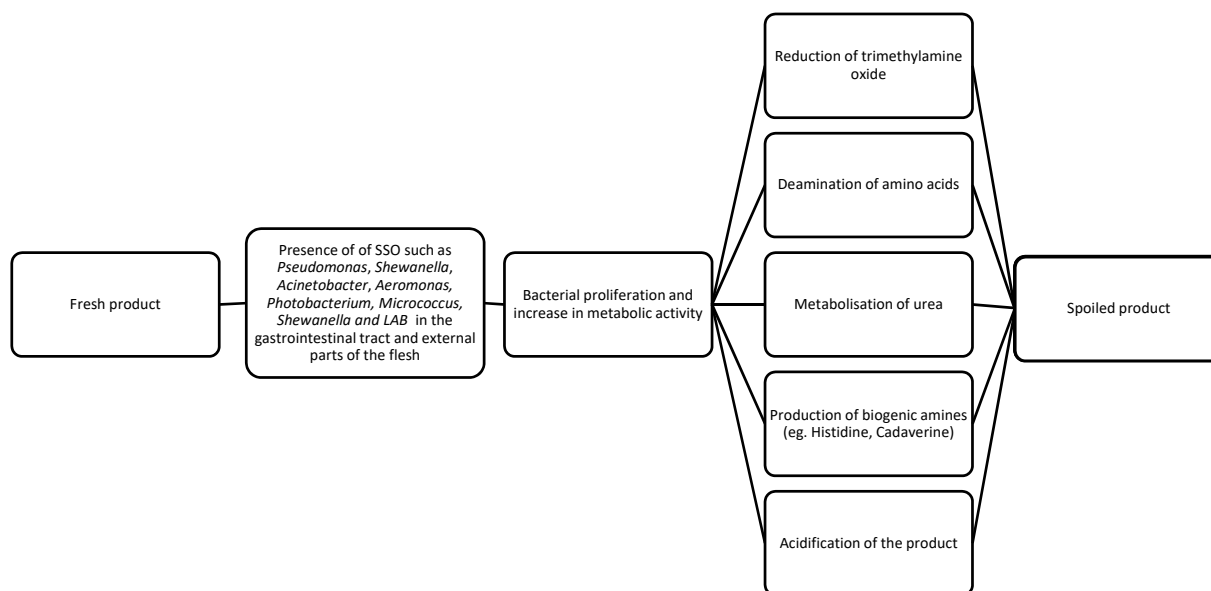 Fresh product
Presence of of SSO such as
Pseudomonas, Shewanella,
Acinetobacter, Aeromonas,
Photobacterium, Micrococcus,
Shewanella and LAB in the
gastrointestinal tract and external
parts of the flesh
Bacterial proliferation and
increase in metabolic activity
Reduction of trimethylamine
oxide
Deamination of amino acids
Metabolisation of urea
Production of biogenic amines
(eg. Histidine, Cadaverine)
Acidification of the product
Spoiled product